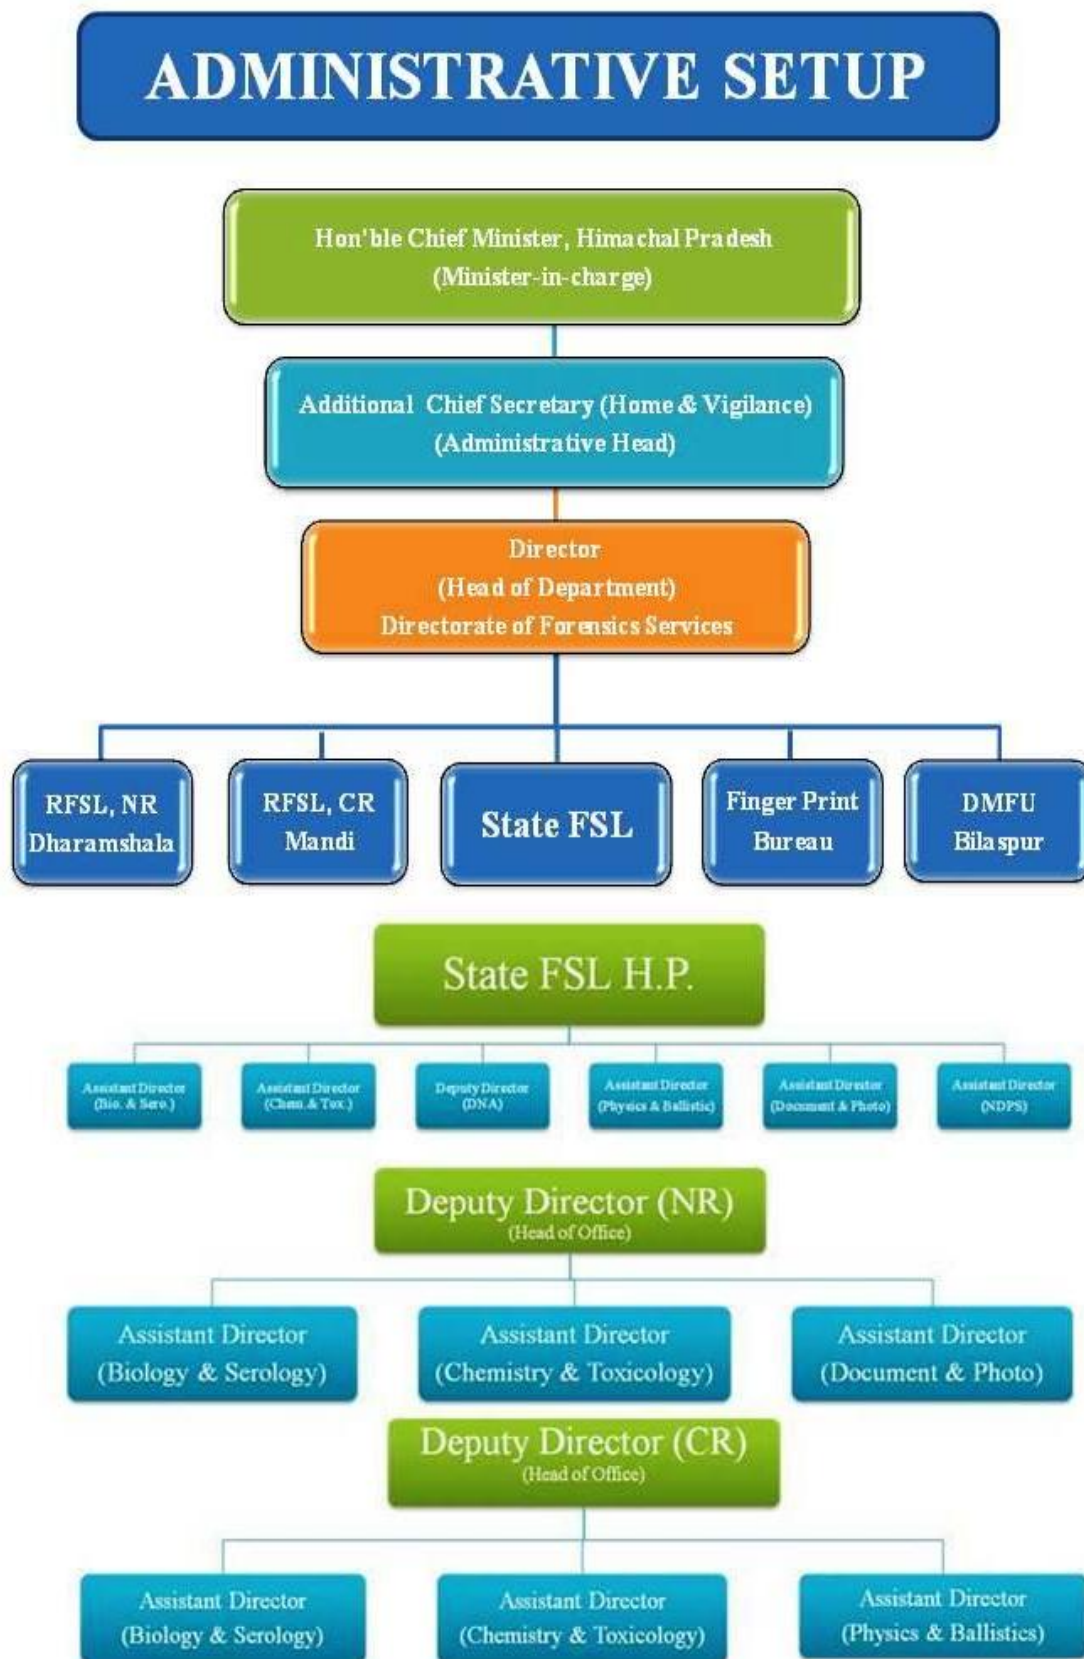 ADMINISTRATIVE SETUP
Hon'ble Chief Minister, Himachal Pradesh
(Minister-in-charge)
Additional Chief Secretary (Home & Vigilance)
(Administrative Head)
Director
(Head of Department)
Directorate of Forensics Services
RFSL, NR
Dharamshala
RFSL, CR
Mandi
State FSL
Finger Print
Bureau
DMFU
Bilaspur
State FSL H.P.
Assistant Director
(Bio. & Sero.)
Assistant Director
(Chem. & Tox.)
Deputy Director
(DNA)
Assistant Director
(Physics & Ballistic)
Assistant Director
(Document & Photo)
Assistant Director
(NDPS)
Deputy Director (NR)
(Head of Office)
Assistant Director
(Biology & Serology)
Assistant Director
(Chemistry & Toxicology)
Assistant Director
(Document & Photo)
Deputy Director (CR)
(Head of Office)
Assistant Director
(Biology & Serology)
Assistant Director
(Chemistry & Toxicology)
Assistant Director
(Physics & Ballistics)